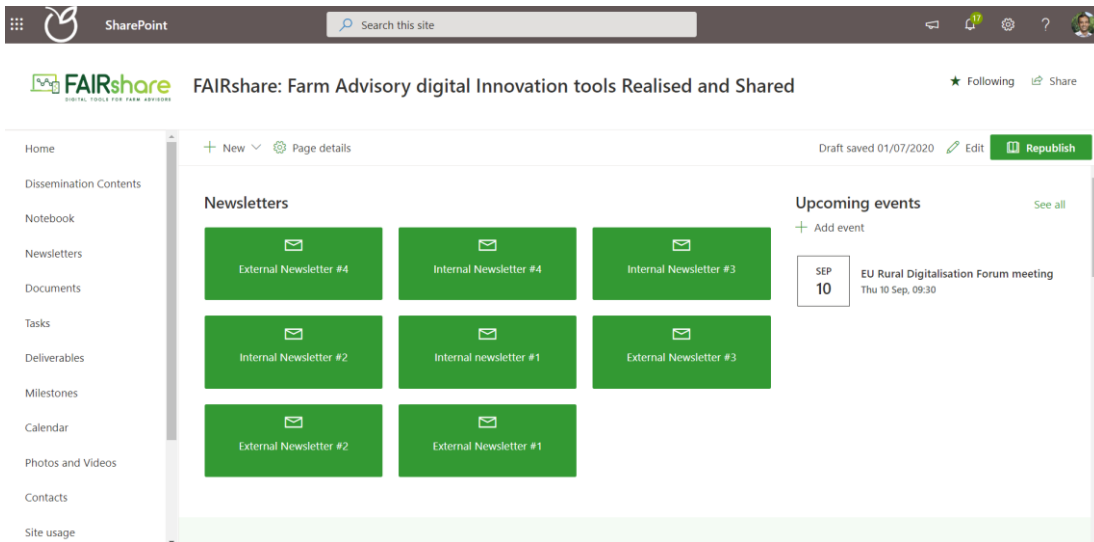 SharePoint
Search this site
17
?
FAIRshare
DIGITAL TOOLS FOR FARM ADVISORS
FAIRshare: Farm Advisory digital Innovation tools Realised and Shared
Following
Share
Home
Dissemination Contents
Notebook
Newsletters
Documents
Tasks
Deliverables
Milestones
Calendar
Photos and Videos
Contacts
Site usage
New
Page details
Draft saved 01/07/2020
Edit
Republish
Newsletters
External Newsletter #4
Internal Newsletter #4
Internal Newsletter #3
Internal Newsletter #2
Internal newsletter #1
External Newsletter #3
External Newsletter #2
External Newsletter #1
Upcoming events
See all
Add event
SEP
10
EU Rural Digitalisation Forum meeting
Thu 10 Sep, 09:30